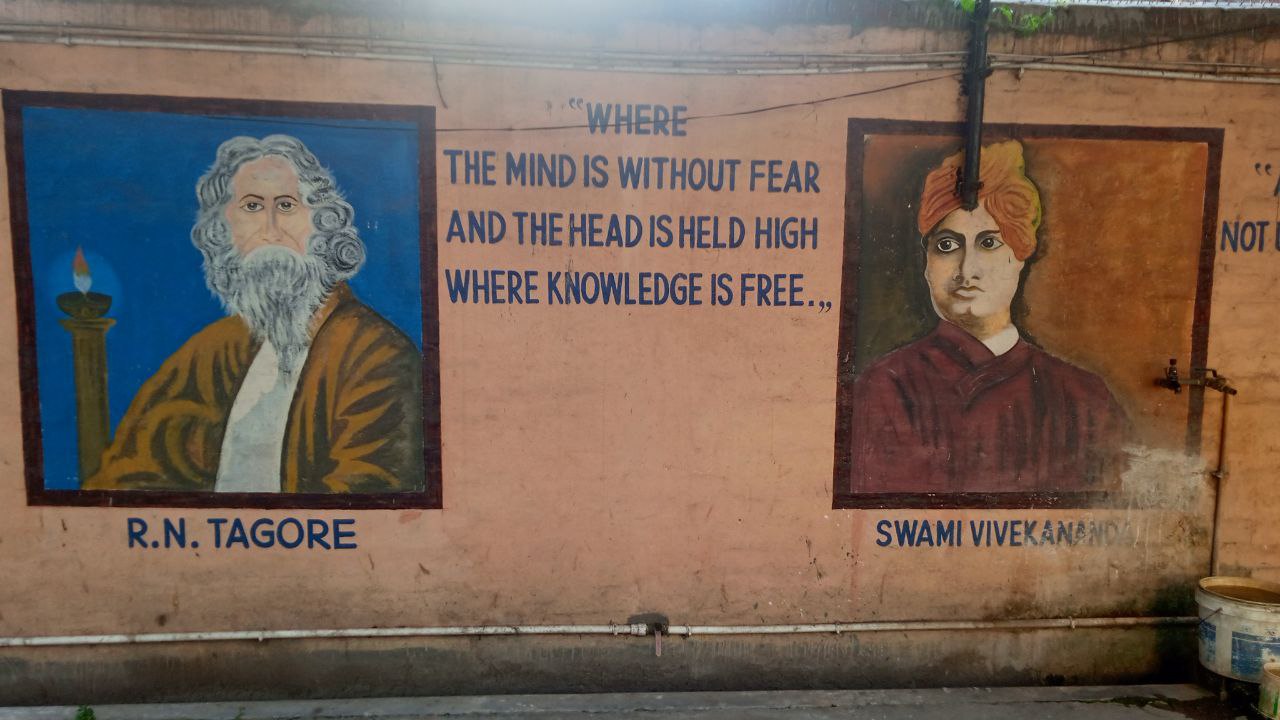 “WHERE
THE MIND IS WITHOUT FEAR
AND THE HEAD IS HELD HIGH
WHERE KNOWLEDGE IS FREE.„
R.N. TAGORE
SWAMI VIVEKANANDA
NOT